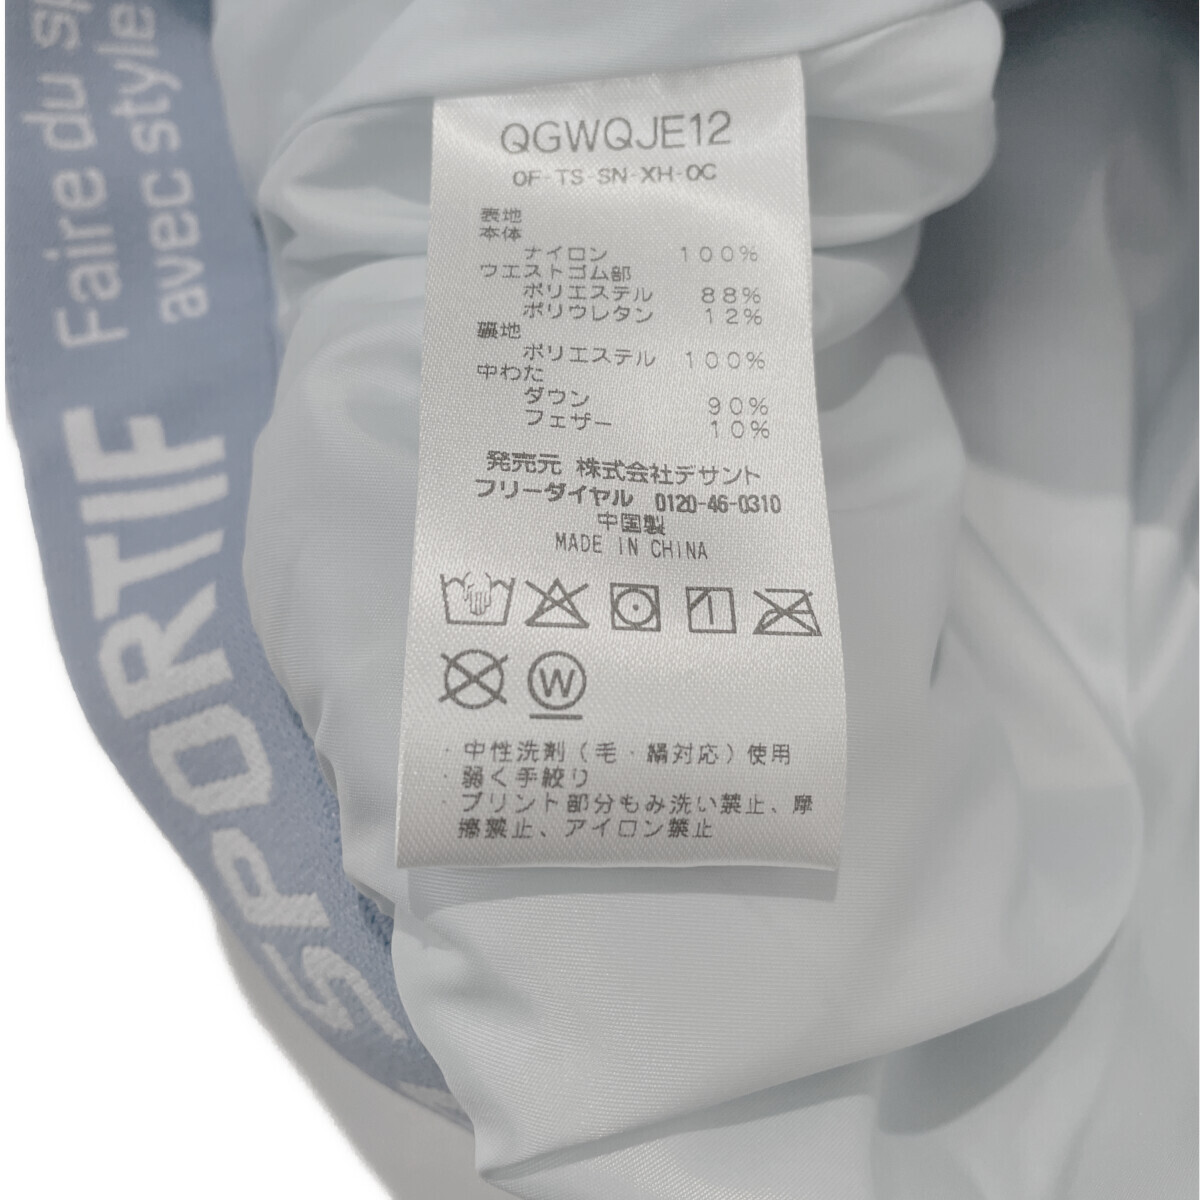 Faire du sp
avec style
SPORTIF
QGWQJE12
OF-TS-SN-XH-OC
表地
本体
ナイロン 100%
ウエストゴム部
ポリエステル 88%
ポリウレタン 12%
裏地
ポリエステル 100%
中わた
ダウン 90%
フェザー 10%
発売元 株式会社デサント
フリーダイヤル 0120-46-0310
中国製
MADE IN CHINA
W
・中性洗剤（毛・絹対応）使用
・弱く手絞り
・プリント部分もみ洗い禁止、摩
擦禁止、アイロン禁止